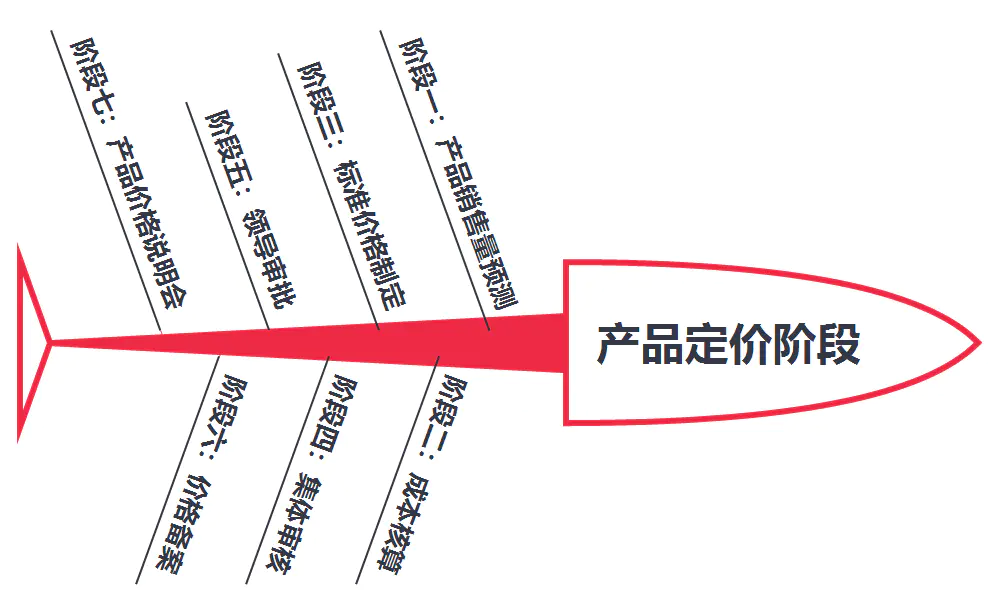 阶段七：产品价格说明会
阶段五：领导审批
阶段三：标准价格制定
阶段一：产品销售量预测
产品定价阶段
阶段六：价格备案
阶段四：集体审核
阶段二：成本核算